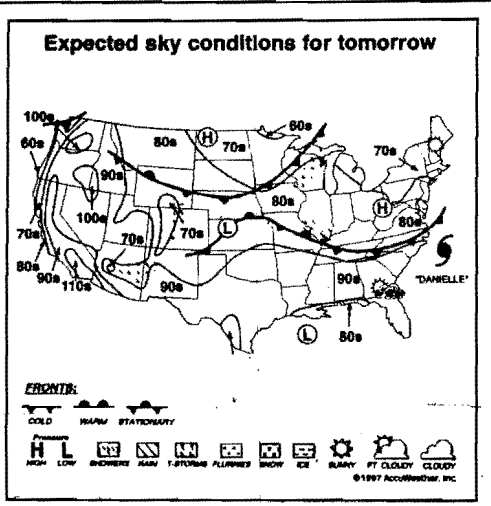 Expected sky conditions for tomorrow
100s
60s
80s
H
70s
60s
90s
70s
100s
80s
H
80s
70s
L
70s
70s
80s
90s
110s
90s
90s
"DANIELLE"
L
80s
FRONTS:
COLD WARM STATIONARY
Pressure
H L
HIGH LOW SHOWERS RAIN T-STORMS FLURRIES SNOW ICE SUNNY PT CLOUDY CLOUDY
©1997 AccuWeather, Inc